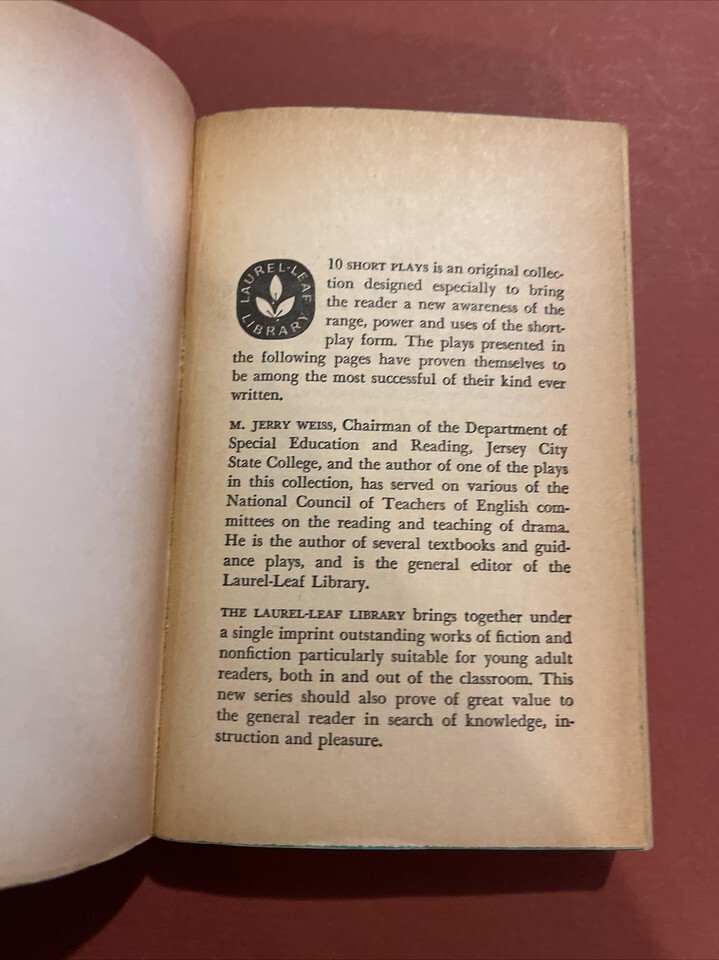 LAUREL-LEAF
LIBRARY
10 SHORT PLAYS is an original collec-
tion designed especially to bring
the reader a new awareness of the
range, power and uses of the short-
play form. The plays presented in
the following pages have proven themselves to
be among the most successful of their kind ever
written.
M. JERRY WEISS, Chairman of the Department of
Special Education and Reading, Jersey City
State College, and the author of one of the plays
in this collection, has served on various of the
National Council of Teachers of English com-
mittees on the reading and teaching of drama.
He is the author of several textbooks and guid-
ance plays, and is the general editor of the
Laurel-Leaf Library.
THE LAUREL-LEAF LIBRARY brings together under
a single imprint outstanding works of fiction and
nonfiction particularly suitable for young adult
readers, both in and out of the classroom. This
new series should also prove of great value to
the general reader in search of knowledge, in-
struction and pleasure.